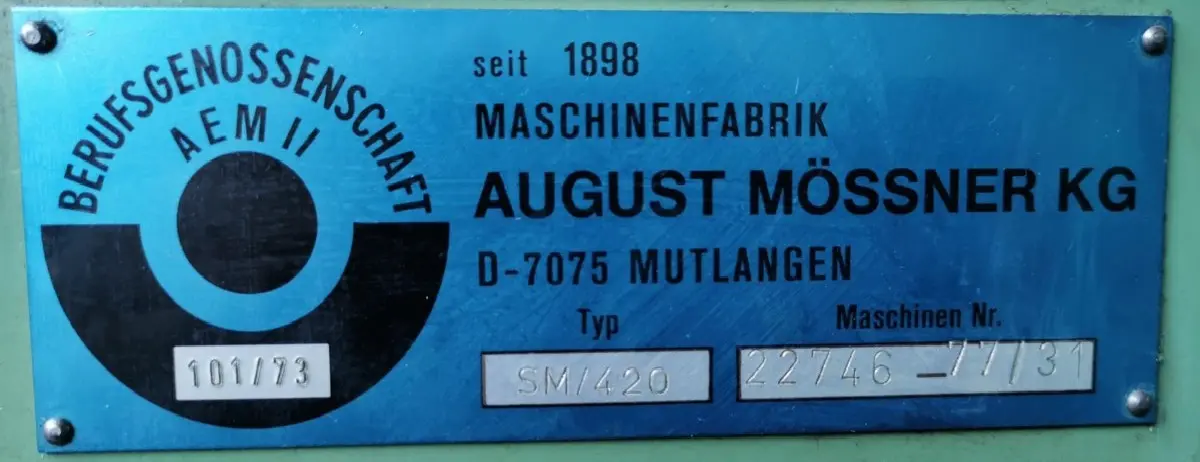 BERUFSGENOSSENSCHAFT
AEM II
101/73
seit 1898
MASCHINENFABRIK
AUGUST MÖSSNER KG
D-7075 MUTLANGEN
Typ
SM/420
Maschinen Nr.
22746 - 77/31